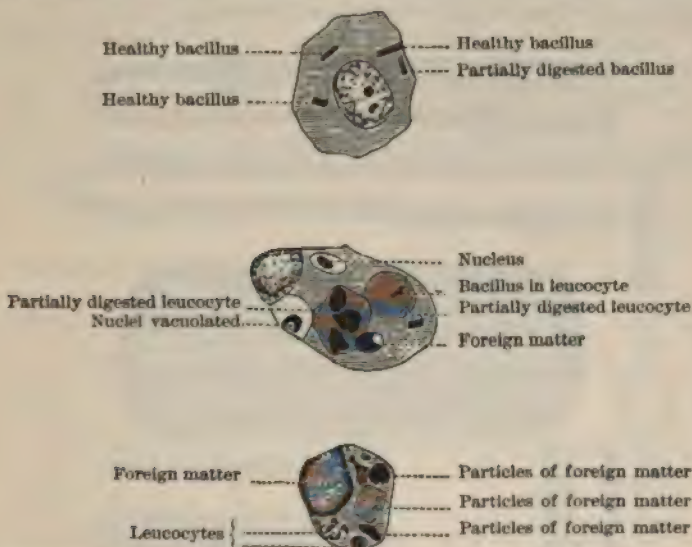 Healthy bacillus
Healthy bacillus
Healthy bacillus
Partially digested bacillus
Nucleus
Bacillus in leucocyte
Partially digested leucocyte
Partially digested leucocyte
Nuclei vacuolated
Foreign matter
Foreign matter
Particles of foreign matter
Particles of foreign matter
Particles of foreign matter
Leucocytes {